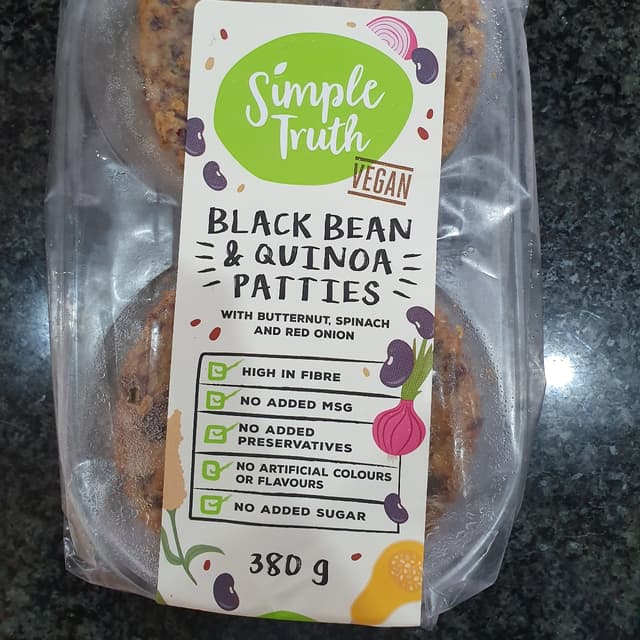 Simple
Truth
VEGAN
BLACK BEAN
& QUINOA
PATTIES
WITH BUTTERNUT, SPINACH
AND RED ONION
HIGH IN FIBRE
NO ADDED MSG
NO ADDED
PRESERVATIVES
NO ARTIFICIAL COLOURS
OR FLAVOURS
NO ADDED SUGAR
380 g